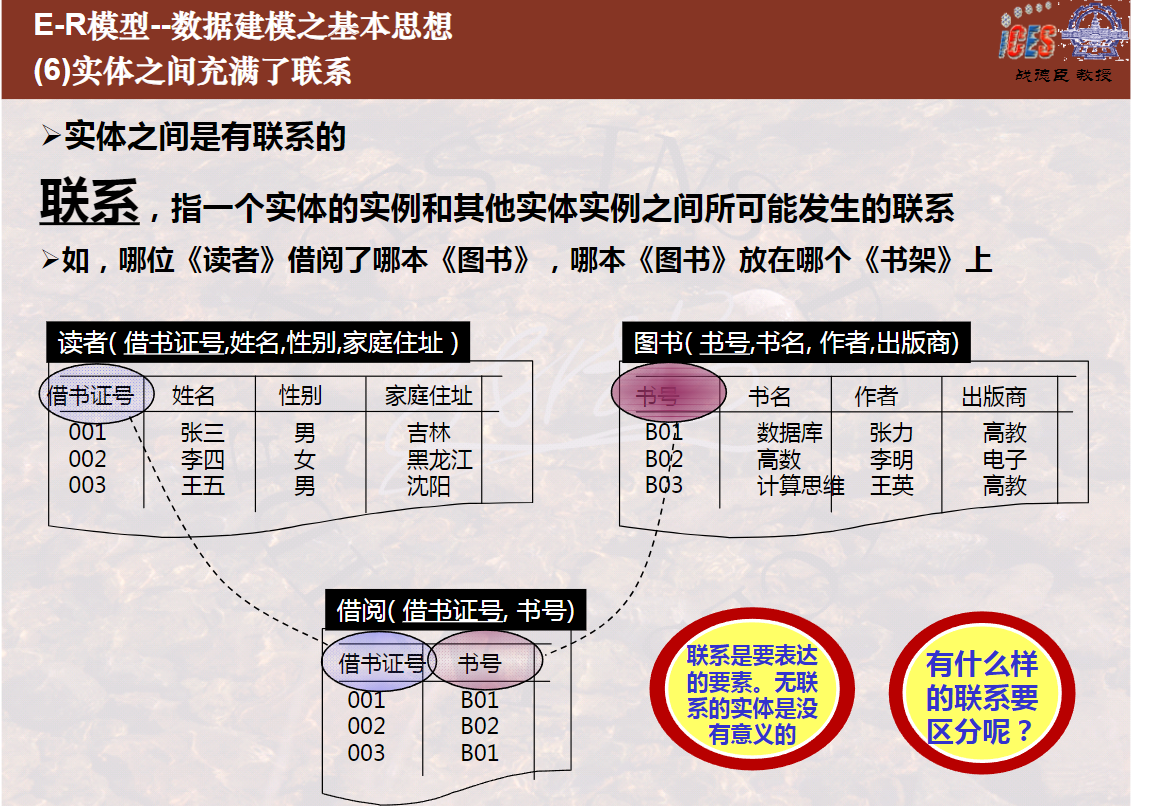 E-R模型--数据建模之基本思想
(6)实体之间充满了联系
iCES
战德臣 教授
➢实体之间是有联系的
联系，指一个实体的实例和其他实体实例之间所可能发生的联系
➢如，哪位《读者》借阅了哪本《图书》，哪本《图书》放在哪个《书架》上
读者( 借书证号,姓名,性别,家庭住址 )
借书证号 姓名 性别 家庭住址
001 张三 男 吉林
002 李四 女 黑龙江
003 王五 男 沈阳
图书( 书号,书名, 作者,出版商)
书号 书名 作者 出版商
B01 数据库 张力 高教
B02 高数 李明 电子
B03 计算思维 王英 高教
借阅( 借书证号, 书号)
借书证号 书号
001 B01
002 B02
003 B01
联系是要表达
的要素。无联
系的实体是没
有意义的
有什么样
的联系要
区分呢？